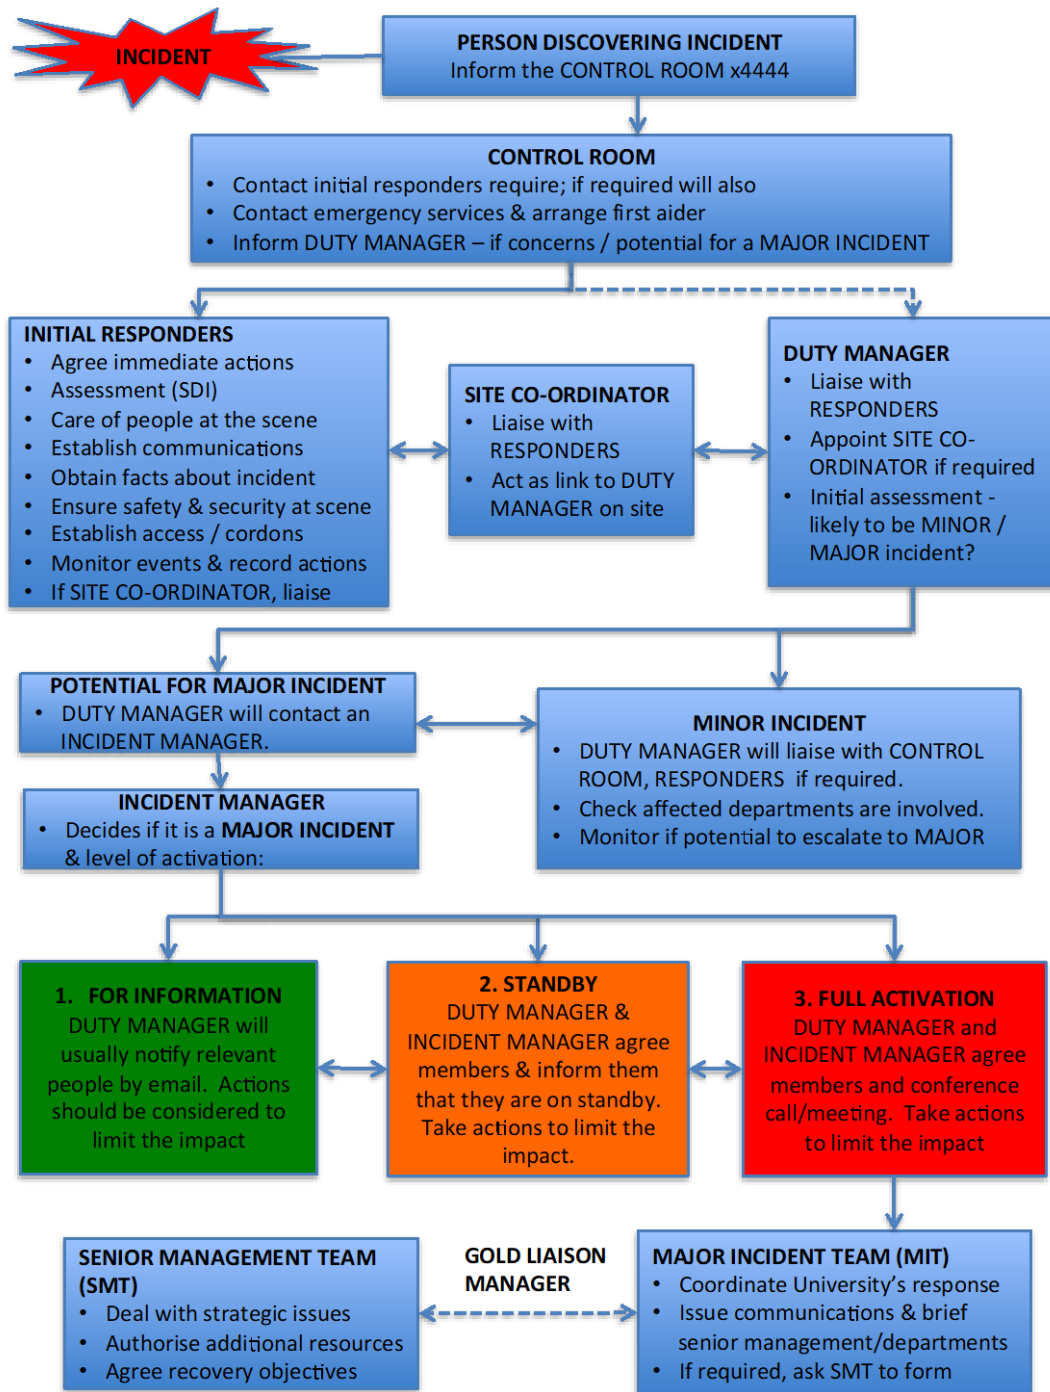 INCIDENT
PERSON DISCOVERING INCIDENT
Inform the CONTROL ROOM x4444
CONTROL ROOM
• Contact initial responders require; if required will also
• Contact emergency services & arrange first aider
• Inform DUTY MANAGER – if concerns / potential for a MAJOR INCIDENT
INITIAL RESPONDERS
• Agree immediate actions
• Assessment (SDI)
• Care of people at the scene
• Establish communications
• Obtain facts about incident
• Ensure safety & security at scene
• Establish access / cordons
• Monitor events & record actions
• If SITE CO-ORDINATOR, liaise
SITE CO-ORDINATOR
• Liaise with
RESPONDERS
• Act as link to DUTY
MANAGER on site
DUTY MANAGER
• Liaise with
RESPONDERS
• Appoint SITE CO-
ORDINATOR if required
• Initial assessment -
likely to be MINOR /
MAJOR incident?
POTENTIAL FOR MAJOR INCIDENT
• DUTY MANAGER will contact an
INCIDENT MANAGER.
MINOR INCIDENT
• DUTY MANAGER will liaise with CONTROL
ROOM, RESPONDERS if required.
• Check affected departments are involved.
• Monitor if potential to escalate to MAJOR
INCIDENT MANAGER
• Decides if it is a MAJOR INCIDENT
& level of activation:
1. FOR INFORMATION
DUTY MANAGER will
usually notify relevant
people by email. Actions
should be considered to
limit the impact
2. STANDBY
DUTY MANAGER &
INCIDENT MANAGER agree
members & inform them
that they are on standby.
Take actions to limit the
impact.
3. FULL ACTIVATION
DUTY MANAGER and
INCIDENT MANAGER agree
members and conference
call/meeting. Take actions
to limit the impact
SENIOR MANAGEMENT TEAM
(SMT)
• Deal with strategic issues
• Authorise additional resources
• Agree recovery objectives
GOLD LIAISON
MANAGER
MAJOR INCIDENT TEAM (MIT)
• Coordinate University's response
• Issue communications & brief
senior management/departments
• If required, ask SMT to form